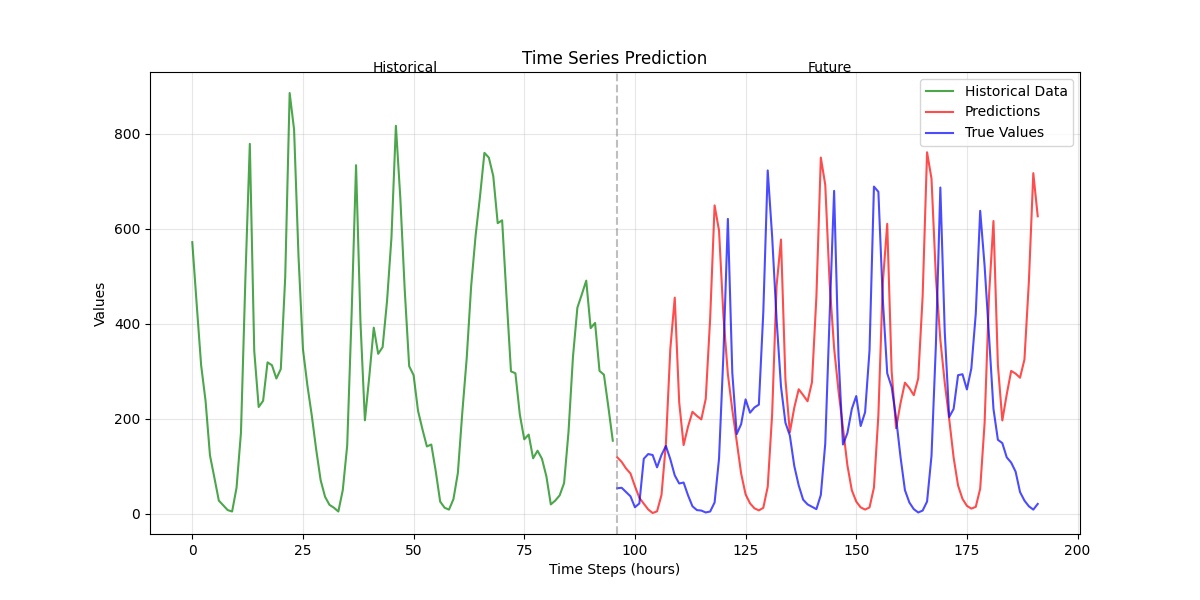 Time Series Prediction
Historical
Future
Historical Data
Predictions
True Values
Values
800
600
400
200
0
0
25
50
75
100
125
150
175
200
Time Steps (hours)